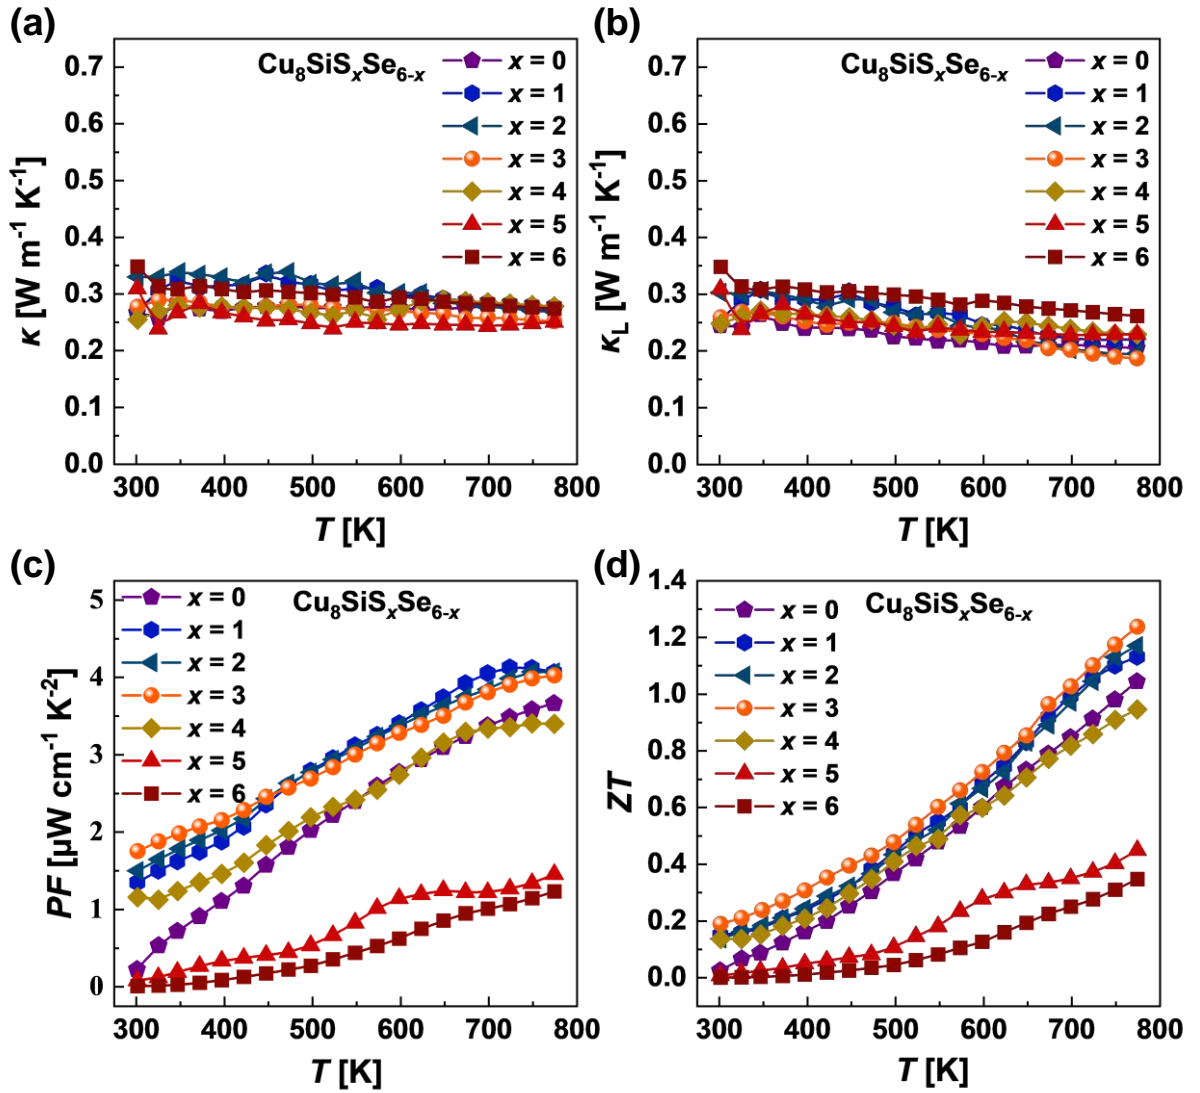 (a)
Cu8SiSxSe6-x
x = 0
x = 1
x = 2
x = 3
x = 4
x = 5
x = 6
κ [W m-1 K-1]
0.7
0.6
0.5
0.4
0.3
0.2
0.1
0.0
300 400 500 600 700 800
T [K]
(b)
Cu8SiSxSe6-x
x = 0
x = 1
x = 2
x = 3
x = 4
x = 5
x = 6
κL [W m-1 K-1]
0.7
0.6
0.5
0.4
0.3
0.2
0.1
0.0
300 400 500 600 700 800
T [K]
(c)
Cu8SiSxSe6-x
x = 0
x = 1
x = 2
x = 3
x = 4
x = 5
x = 6
PF [μW cm-1 K-2]
5
4
3
2
1
0
300 400 500 600 700 800
T [K]
(d)
Cu8SiSxSe6-x
x = 0
x = 1
x = 2
x = 3
x = 4
x = 5
x = 6
ZT
1.4
1.2
1.0
0.8
0.6
0.4
0.2
0.0
300 400 500 600 700 800
T [K]